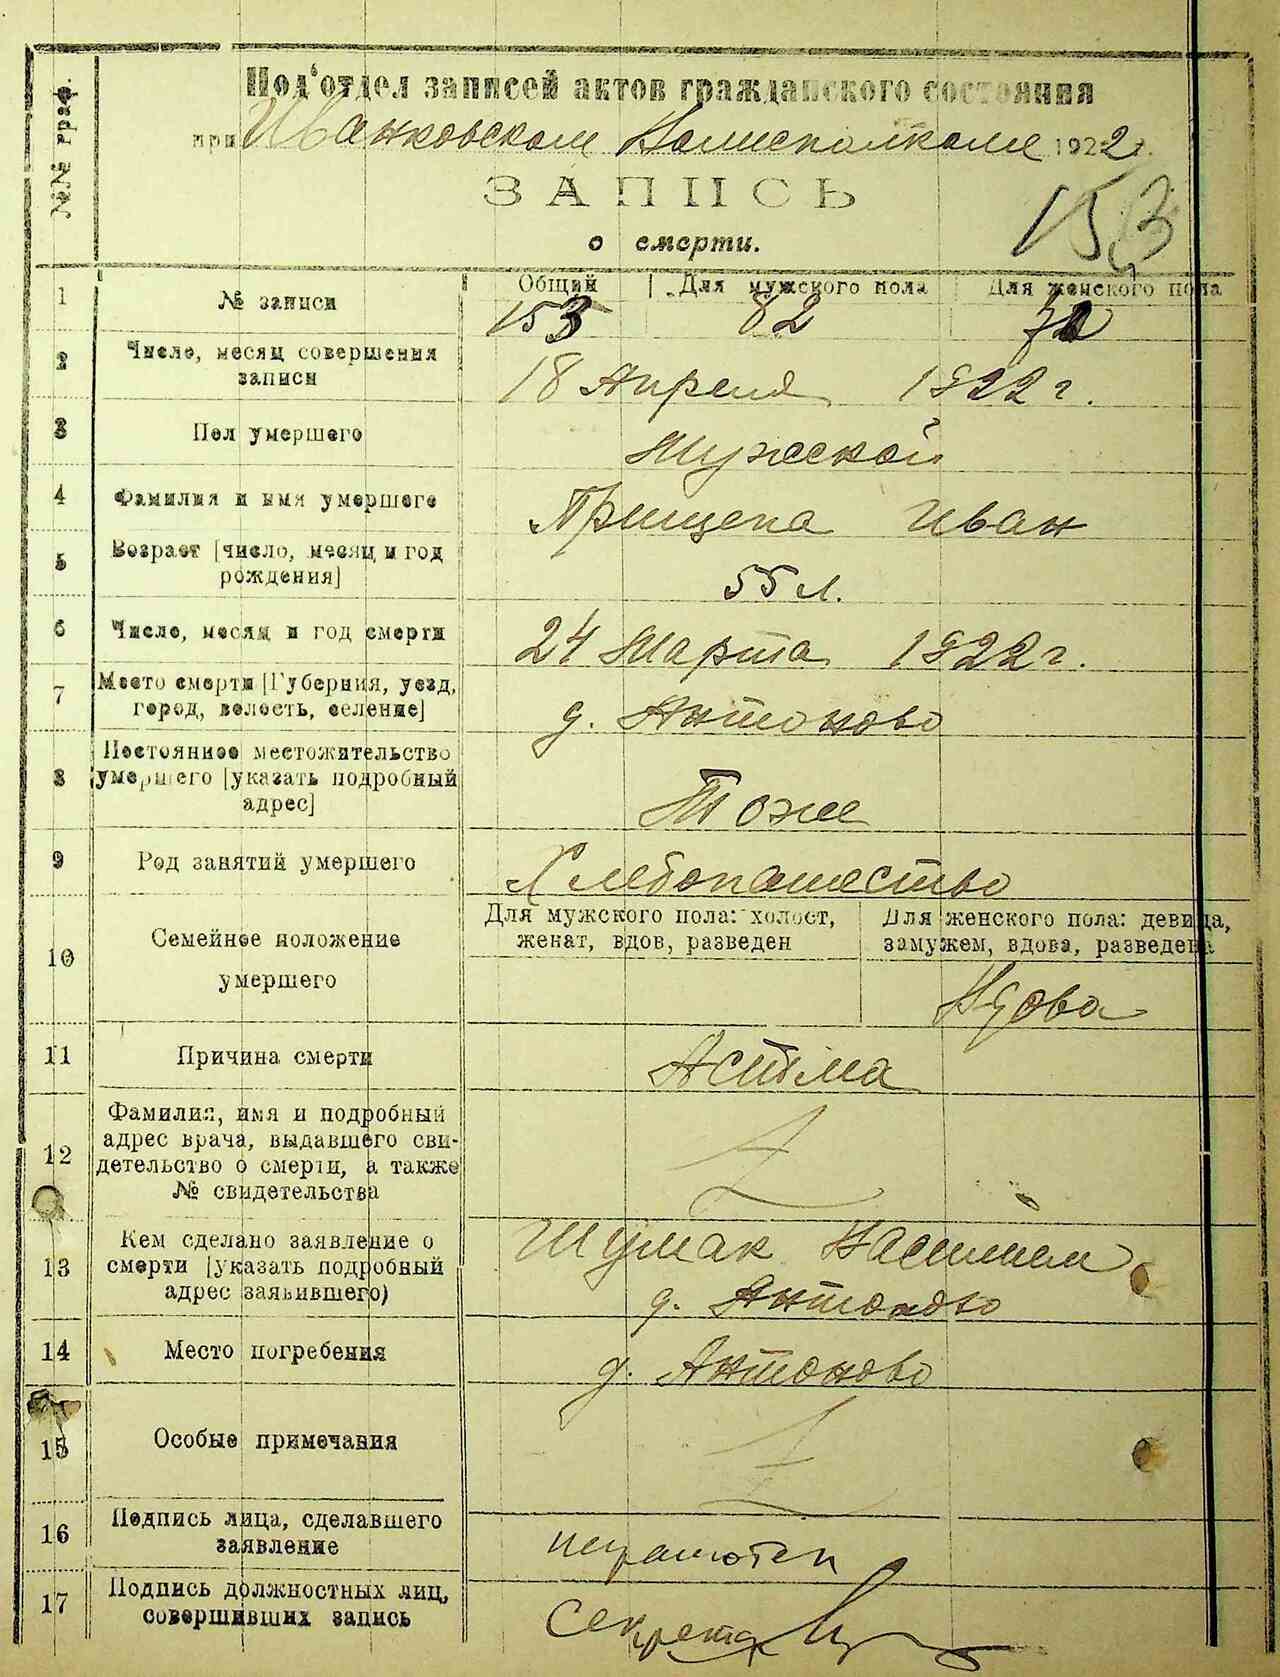 №№ граф.
Под'отдел записей актов гражданского состояния
при Иванковском Волисполкоме 1922 г.
ЗАПИСЬ
о смерти.
153
1 № записи Общий Для мужского пола Для женского пола
153 82
2 Число, месяц совершения
записи
18 Апреля 1922 г.
3 Пол умершего Мужской
4 Фамилия и имя умершего Прищепа Иван
5 Возраст [число, месяц и год
рождения]
55 л.
6 Число, месяц и год смерти 24 Марта 1922 г.
7 Место смерти [Губерния, уезд,
город, волость, селение]
д. Антоново
8 Постоянное местожительство
умершего [указать подробный
адрес]
Тоже
9 Род занятий умершего Хлебопашество
10 Семейное положение
умершего
Для мужского пола: холост,
женат, вдов, разведен
Для женского пола: девица,
замужем, вдова, разведена
Вдова
11 Причина смерти Астма
12 Фамилия, имя и подробный
адрес врача, выдавшего сви-
детельство о смерти, а также
№ свидетельства
13 Кем сделано заявление о
смерти [указать подробный
адрес заявившего)
Шумак
д. Антоново
14 Место погребения д. Антоново
15 Особые примечания
16 Подпись лица, сделавшего
заявление
неграмотен
17 Подпись должностных лиц,
совершивших запись
Секретарь